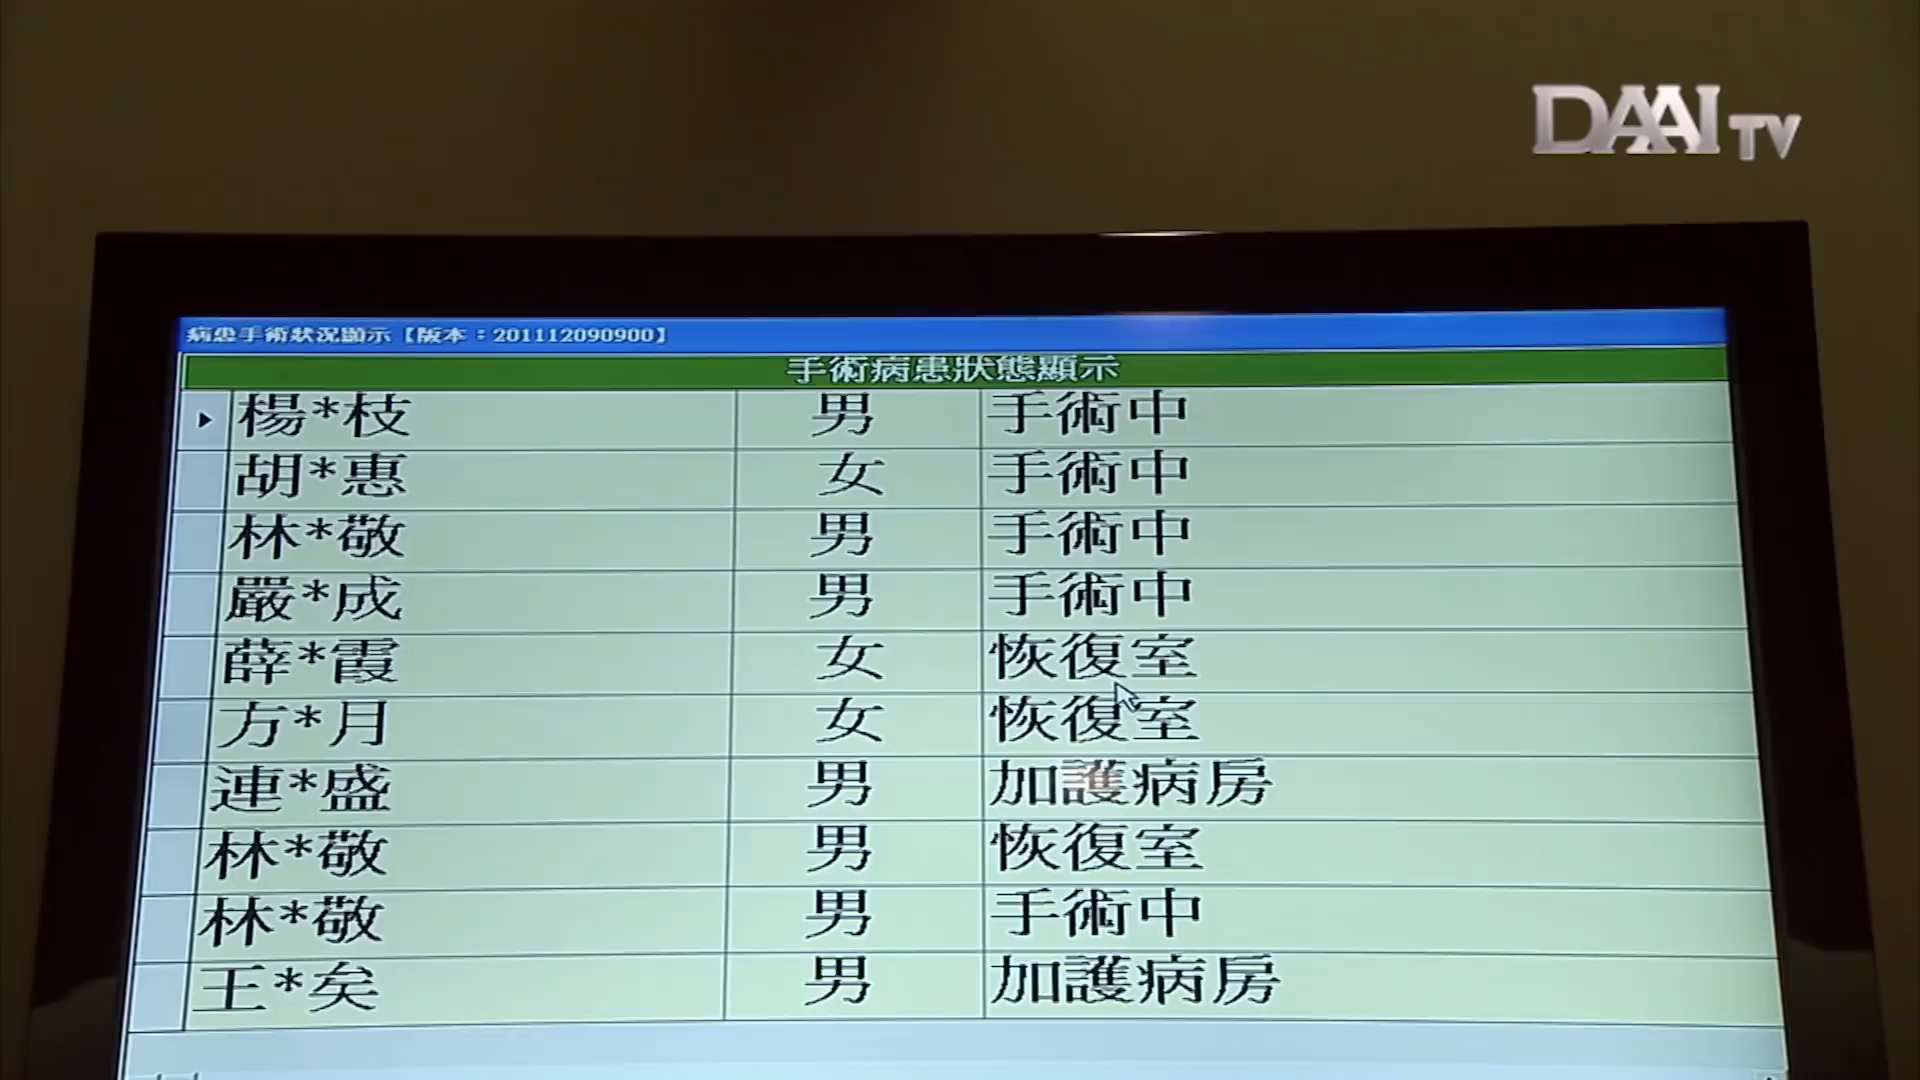 DAAI TV
病患手術狀況顯示【版本：201112090900】
手術病患狀態顯示
楊*枝 男 手術中
胡*惠 女 手術中
林*敬 男 手術中
嚴*成 男 手術中
薛*霞 女 恢復室
方*月 女 恢復室
連*盛 男 加護病房
林*敬 男 恢復室
林*敬 男 手術中
王*矣 男 加護病房